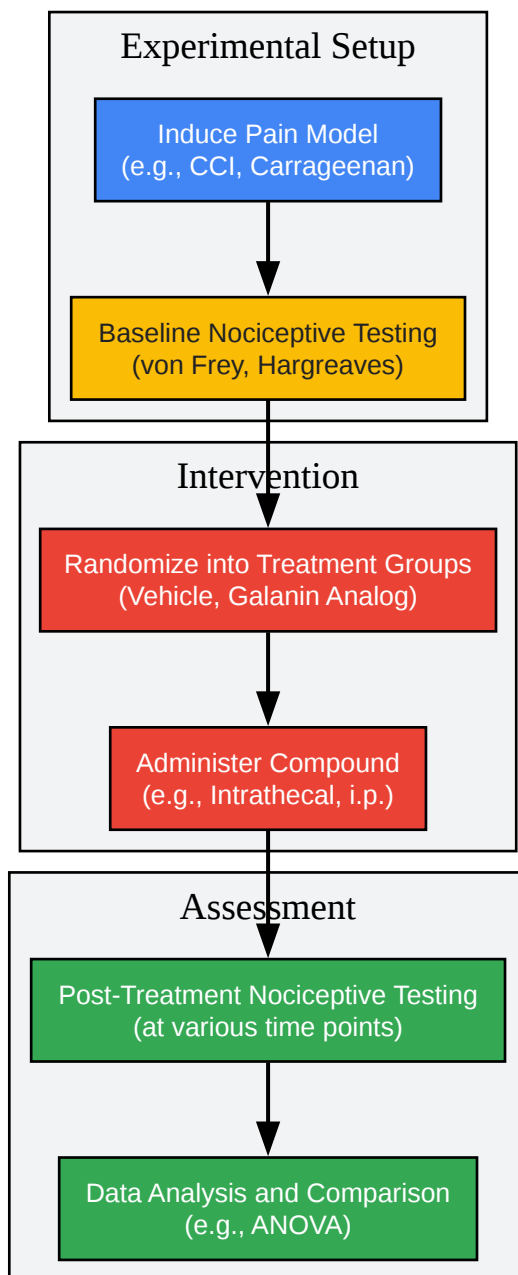 Experimental Setup
Induce Pain Model
(e.g., CCI, Carrageenan)
Baseline Nociceptive Testing
(von Frey, Hargreaves)
Intervention
Randomize into Treatment Groups
(Vehicle, Galanin Analog)
Administer Compound
(e.g., Intrathecal, i.p.)
Assessment
Post-Treatment Nociceptive Testing
(at various time points)
Data Analysis and Comparison
(e.g., ANOVA)